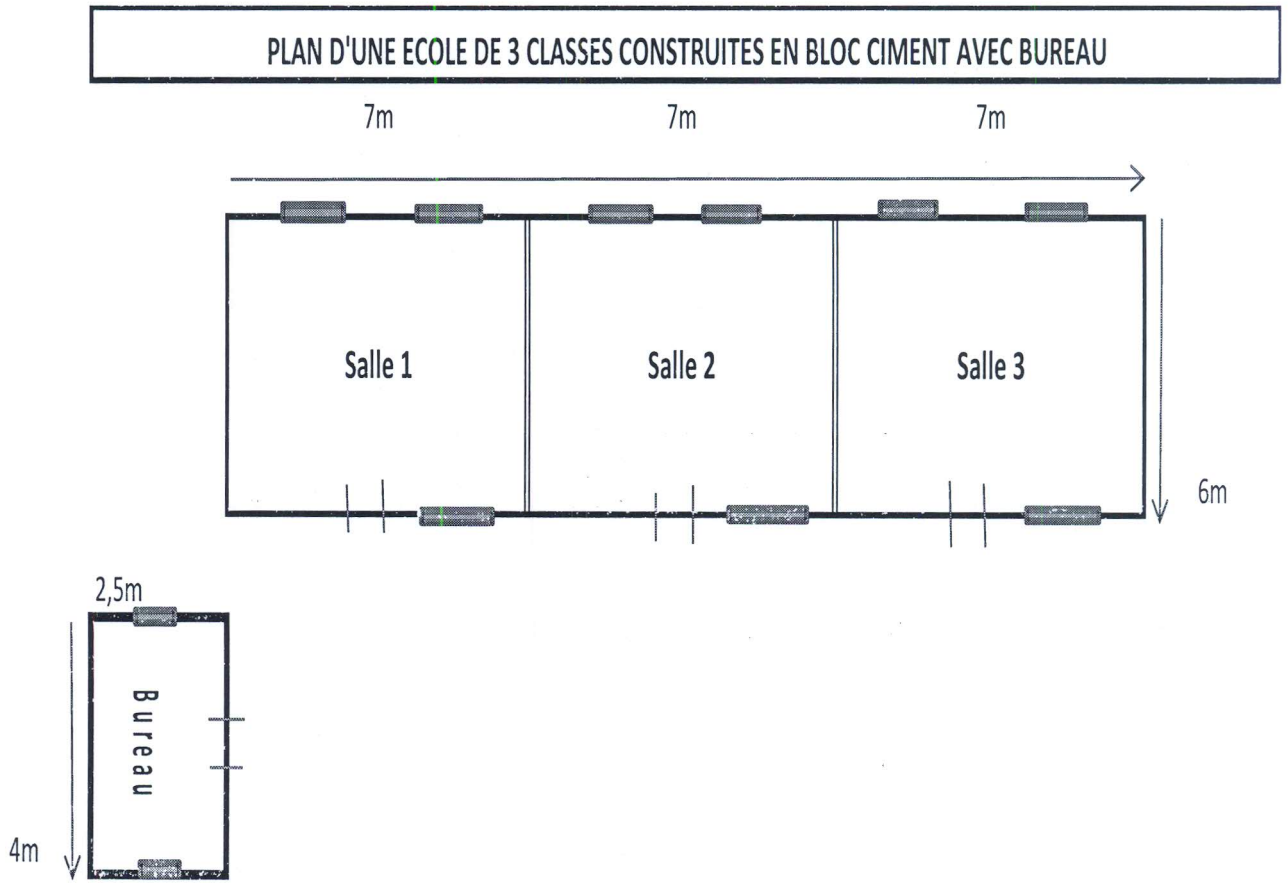 PLAN D'UNE ECOLE DE 3 CLASSES CONSTRUITES EN BLOC CIMENT AVEC BUREAU
7m 7m 7m
Salle 1 Salle 2 Salle 3
6m
2,5m
Bureau
4m